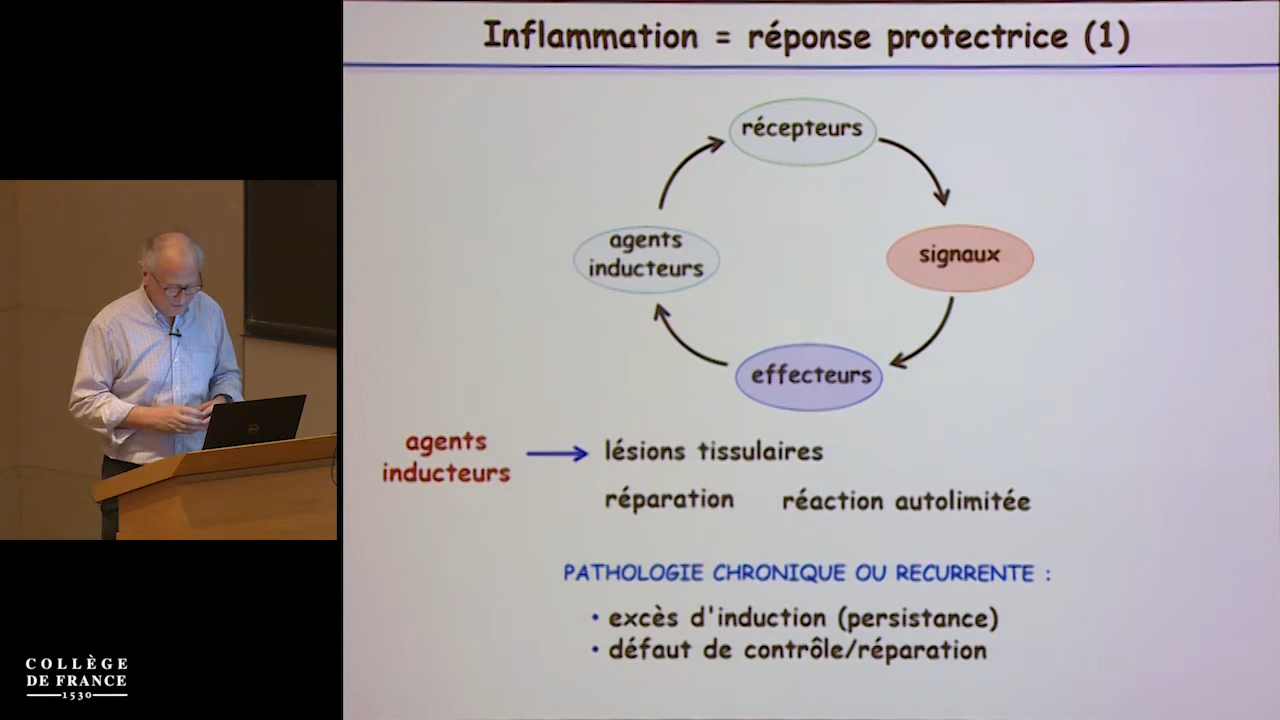 Inflammation = réponse protectrice (1)
récepteurs
agents
inducteurs
signaux
effecteurs
agents
inducteurs
lésions tissulaires
réparation réaction autolimitée
PATHOLOGIE CHRONIQUE OU RECURRENTE :
• excès d'induction (persistance)
• défaut de contrôle/réparation
COLLÈGE
DE FRANCE
1530